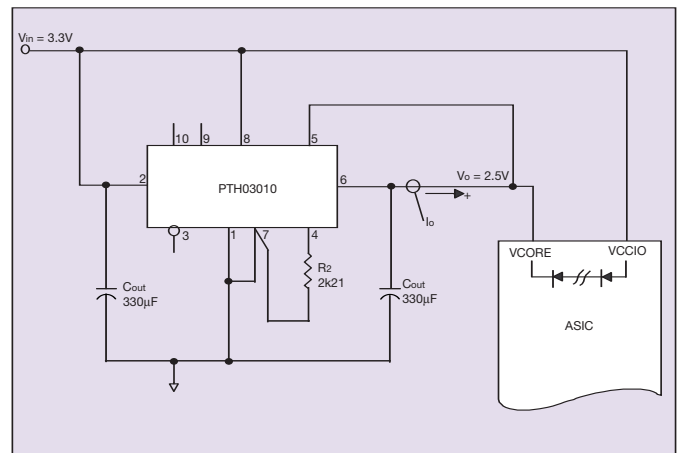 Vin = 3.3V
10 9 8 5
2 PTH03010 6
Vo = 2.5V
+
Io
3 1 7 4
R2
2k21
Cout
330µF
Cout
330µF
VCORE VCCIO
ASIC